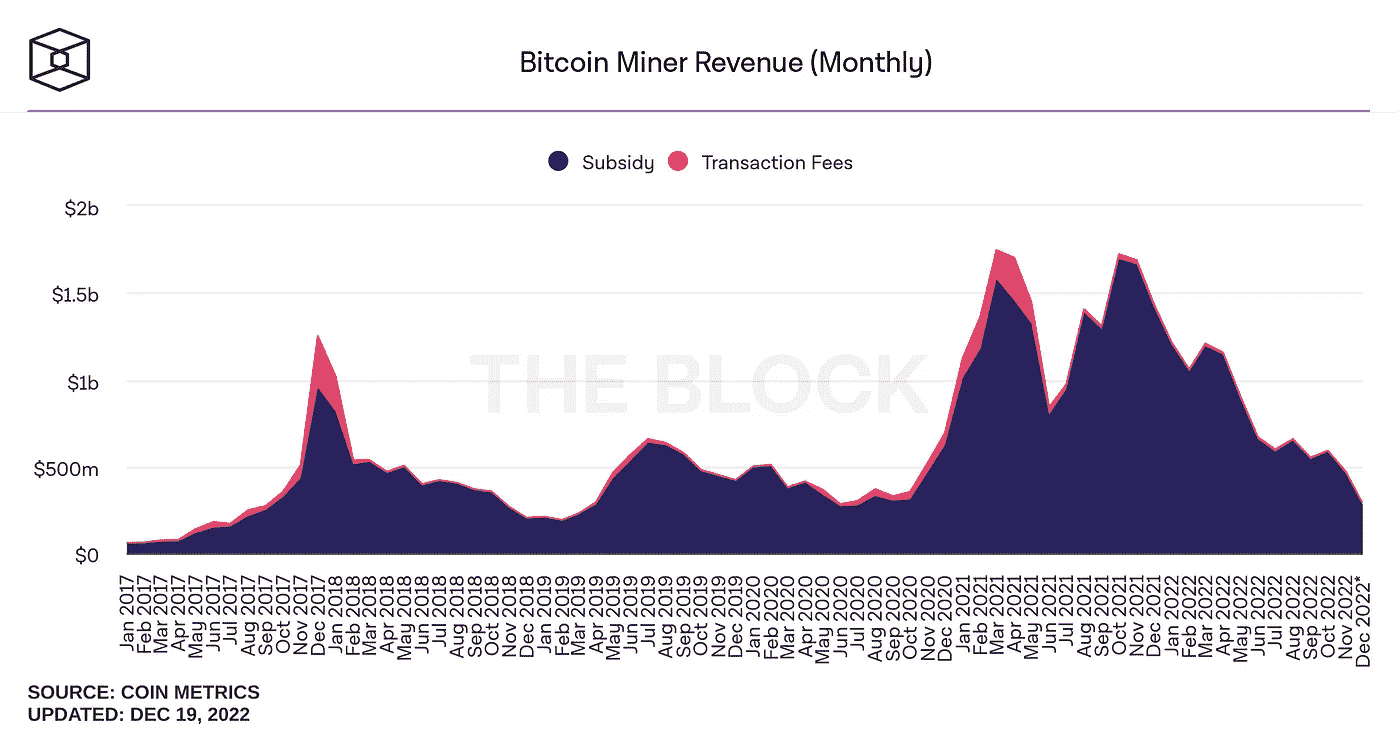 Bitcoin Miner Revenue (Monthly)
Subsidy
Transaction Fees
$2b
$1.5b
$1b
$500m
$0
THE BLOCK
Jan 2017
Feb 2017
Mar 2017
Apr 2017
May 2017
Jun 2017
Jul 2017
Aug 2017
Sep 2017
Oct 2017
Nov 2017
Dec 2017
Jan 2018
Feb 2018
Mar 2018
Apr 2018
May 2018
Jun 2018
Jul 2018
Aug 2018
Sep 2018
Oct 2018
Nov 2018
Dec 2018
Jan 2019
Feb 2019
Mar 2019
Apr 2019
May 2019
Jun 2019
Jul 2019
Aug 2019
Sep 2019
Oct 2019
Nov 2019
Dec 2019
Jan 2020
Feb 2020
Mar 2020
Apr 2020
May 2020
Jun 2020
Jul 2020
Aug 2020
Sep 2020
Oct 2020
Nov 2020
Dec 2020
Jan 2021
Feb 2021
Mar 2021
Apr 2021
May 2021
Jun 2021
Jul 2021
Aug 2021
Sep 2021
Oct 2021
Nov 2021
Dec 2021
Jan 2022
Feb 2022
Mar 2022
Apr 2022
May 2022
Jun 2022
Jul 2022
Aug 2022
Sep 2022
Oct 2022
Nov 2022
Dec 2022*
SOURCE: COIN METRICS
UPDATED: DEC 19, 2022